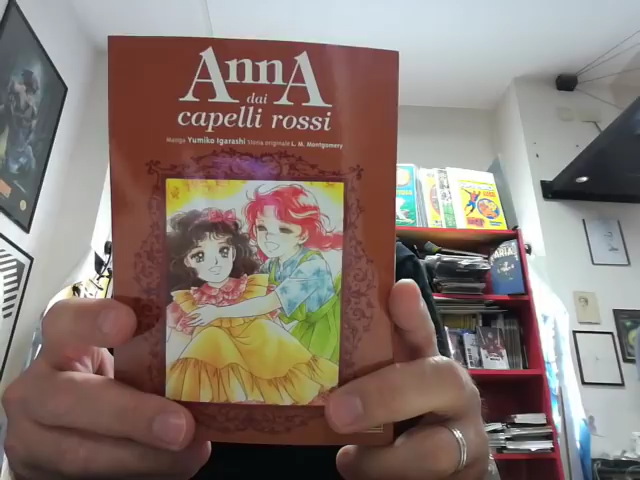 AnnA
dai
capelli rossi
Manga Yumiko Igarashi Storia originale L. M. Montgomery